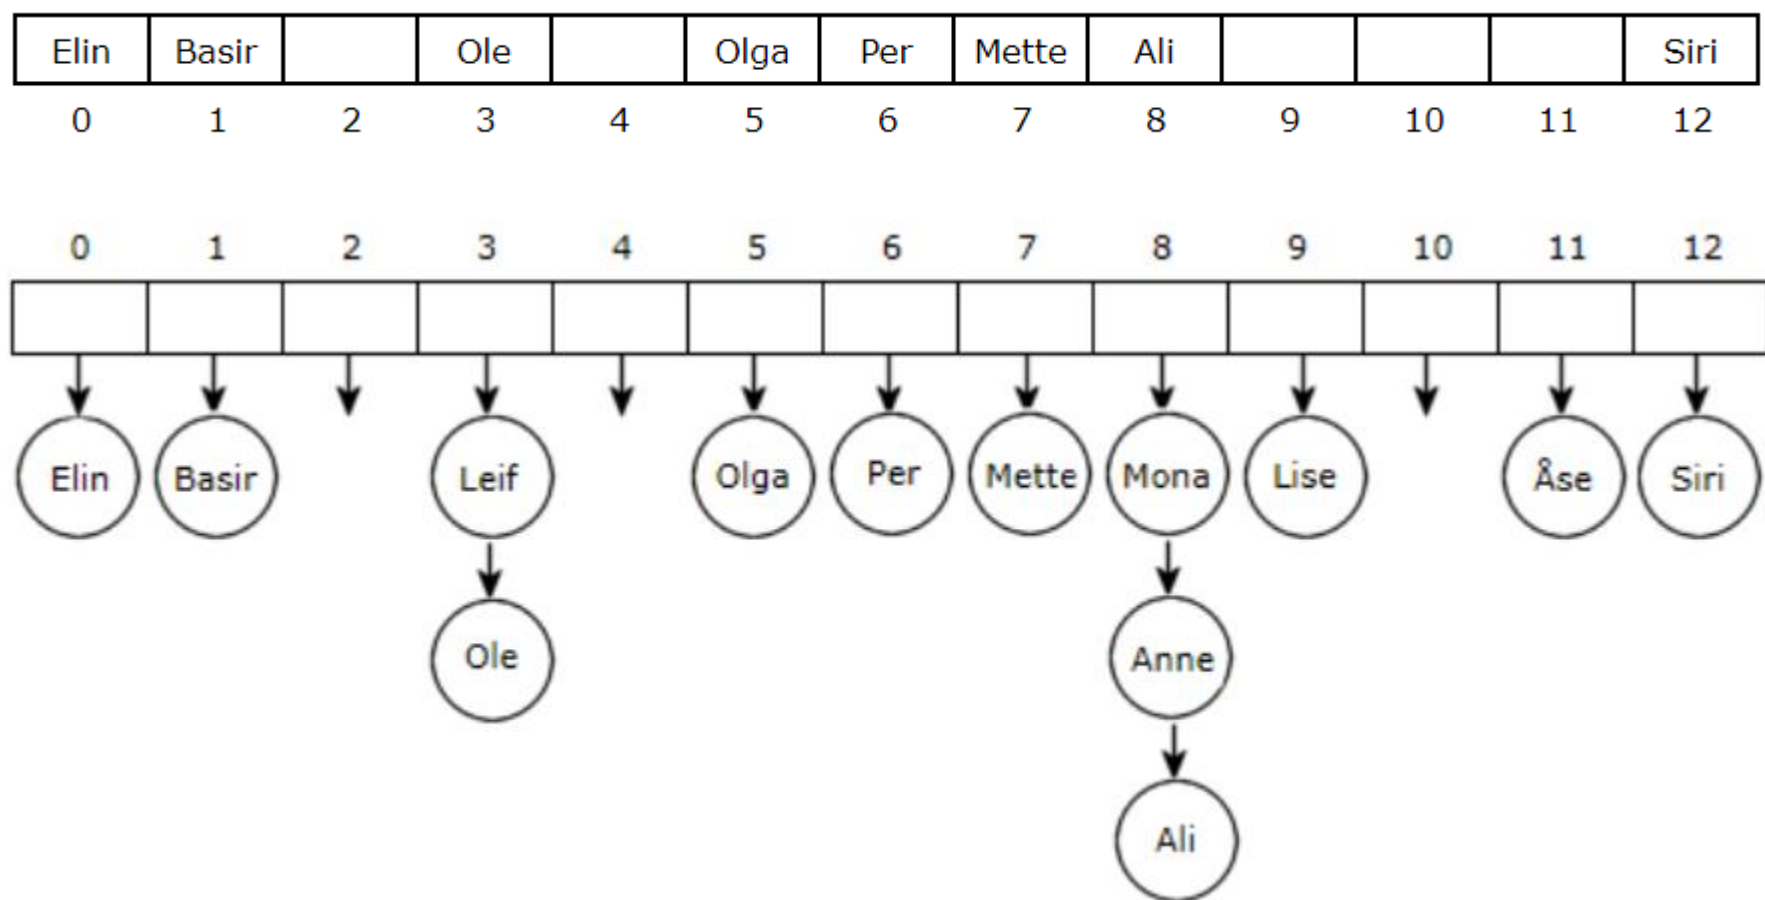 Elin Basir Ole Olga Per Mette Ali Siri
0 1 2 3 4 5 6 7 8 9 10 11 12
0 1 2 3 4 5 6 7 8 9 10 11 12
Elin Basir Leif Olga Per Mette Mona Lise Åse Siri
Ole Anne
Ali